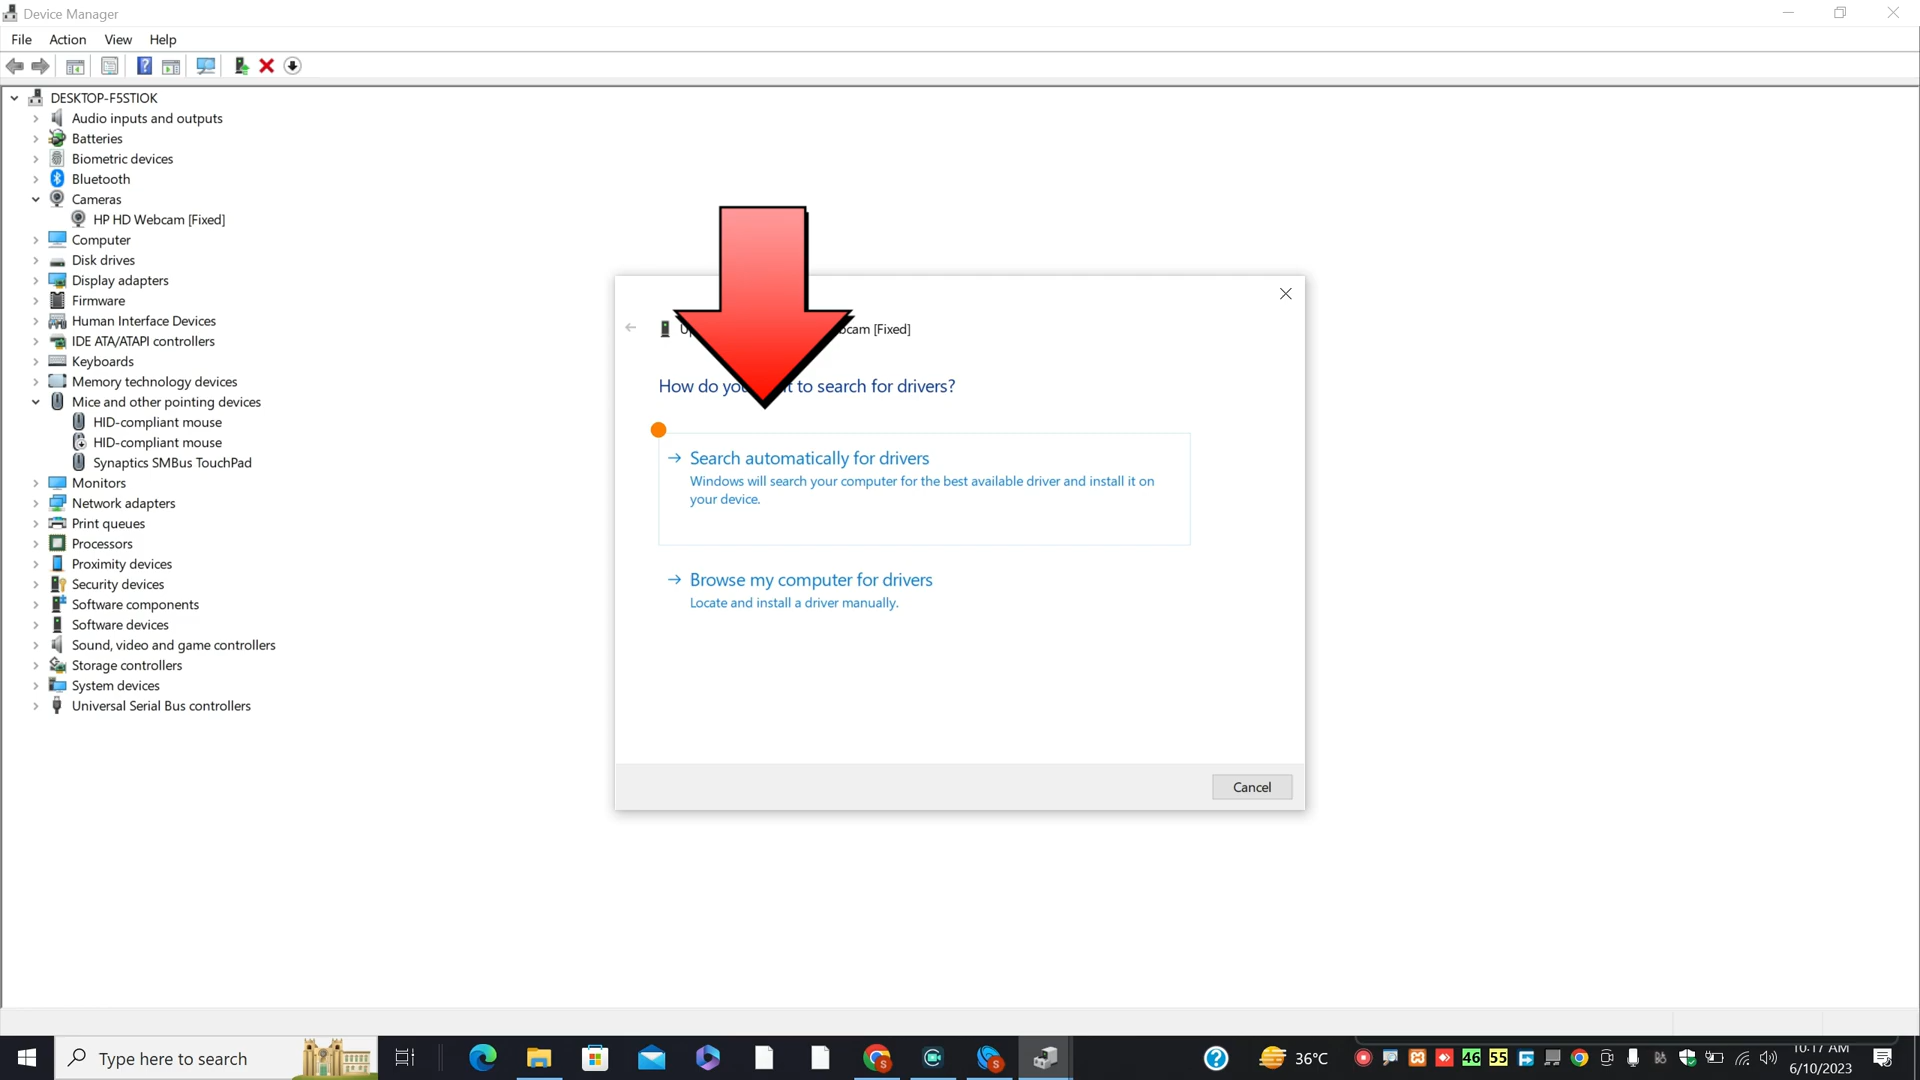 Device Manager
File Action View Help
DESKTOP-F5STIOK
Audio inputs and outputs
Batteries
Biometric devices
Bluetooth
Cameras
HP HD Webcam [Fixed]
Computer
Disk drives
Display adapters
Firmware
Human Interface Devices
IDE ATA/ATAPI controllers
Keyboards
Memory technology devices
Mice and other pointing devices
HID-compliant mouse
HID-compliant mouse
Synaptics SMBus TouchPad
Monitors
Network adapters
Print queues
Processors
Proximity devices
Security devices
Software components
Software devices
Sound, video and game controllers
Storage controllers
System devices
Universal Serial Bus controllers
[Fixed]
How do to search for drivers?
Search automatically for drivers
Windows will search your computer for the best available driver and install it on
your device.
Browse my computer for drivers
Locate and install a driver manually.
Cancel
Type here to search
36°C
46 55
10:17 AM
6/10/2023